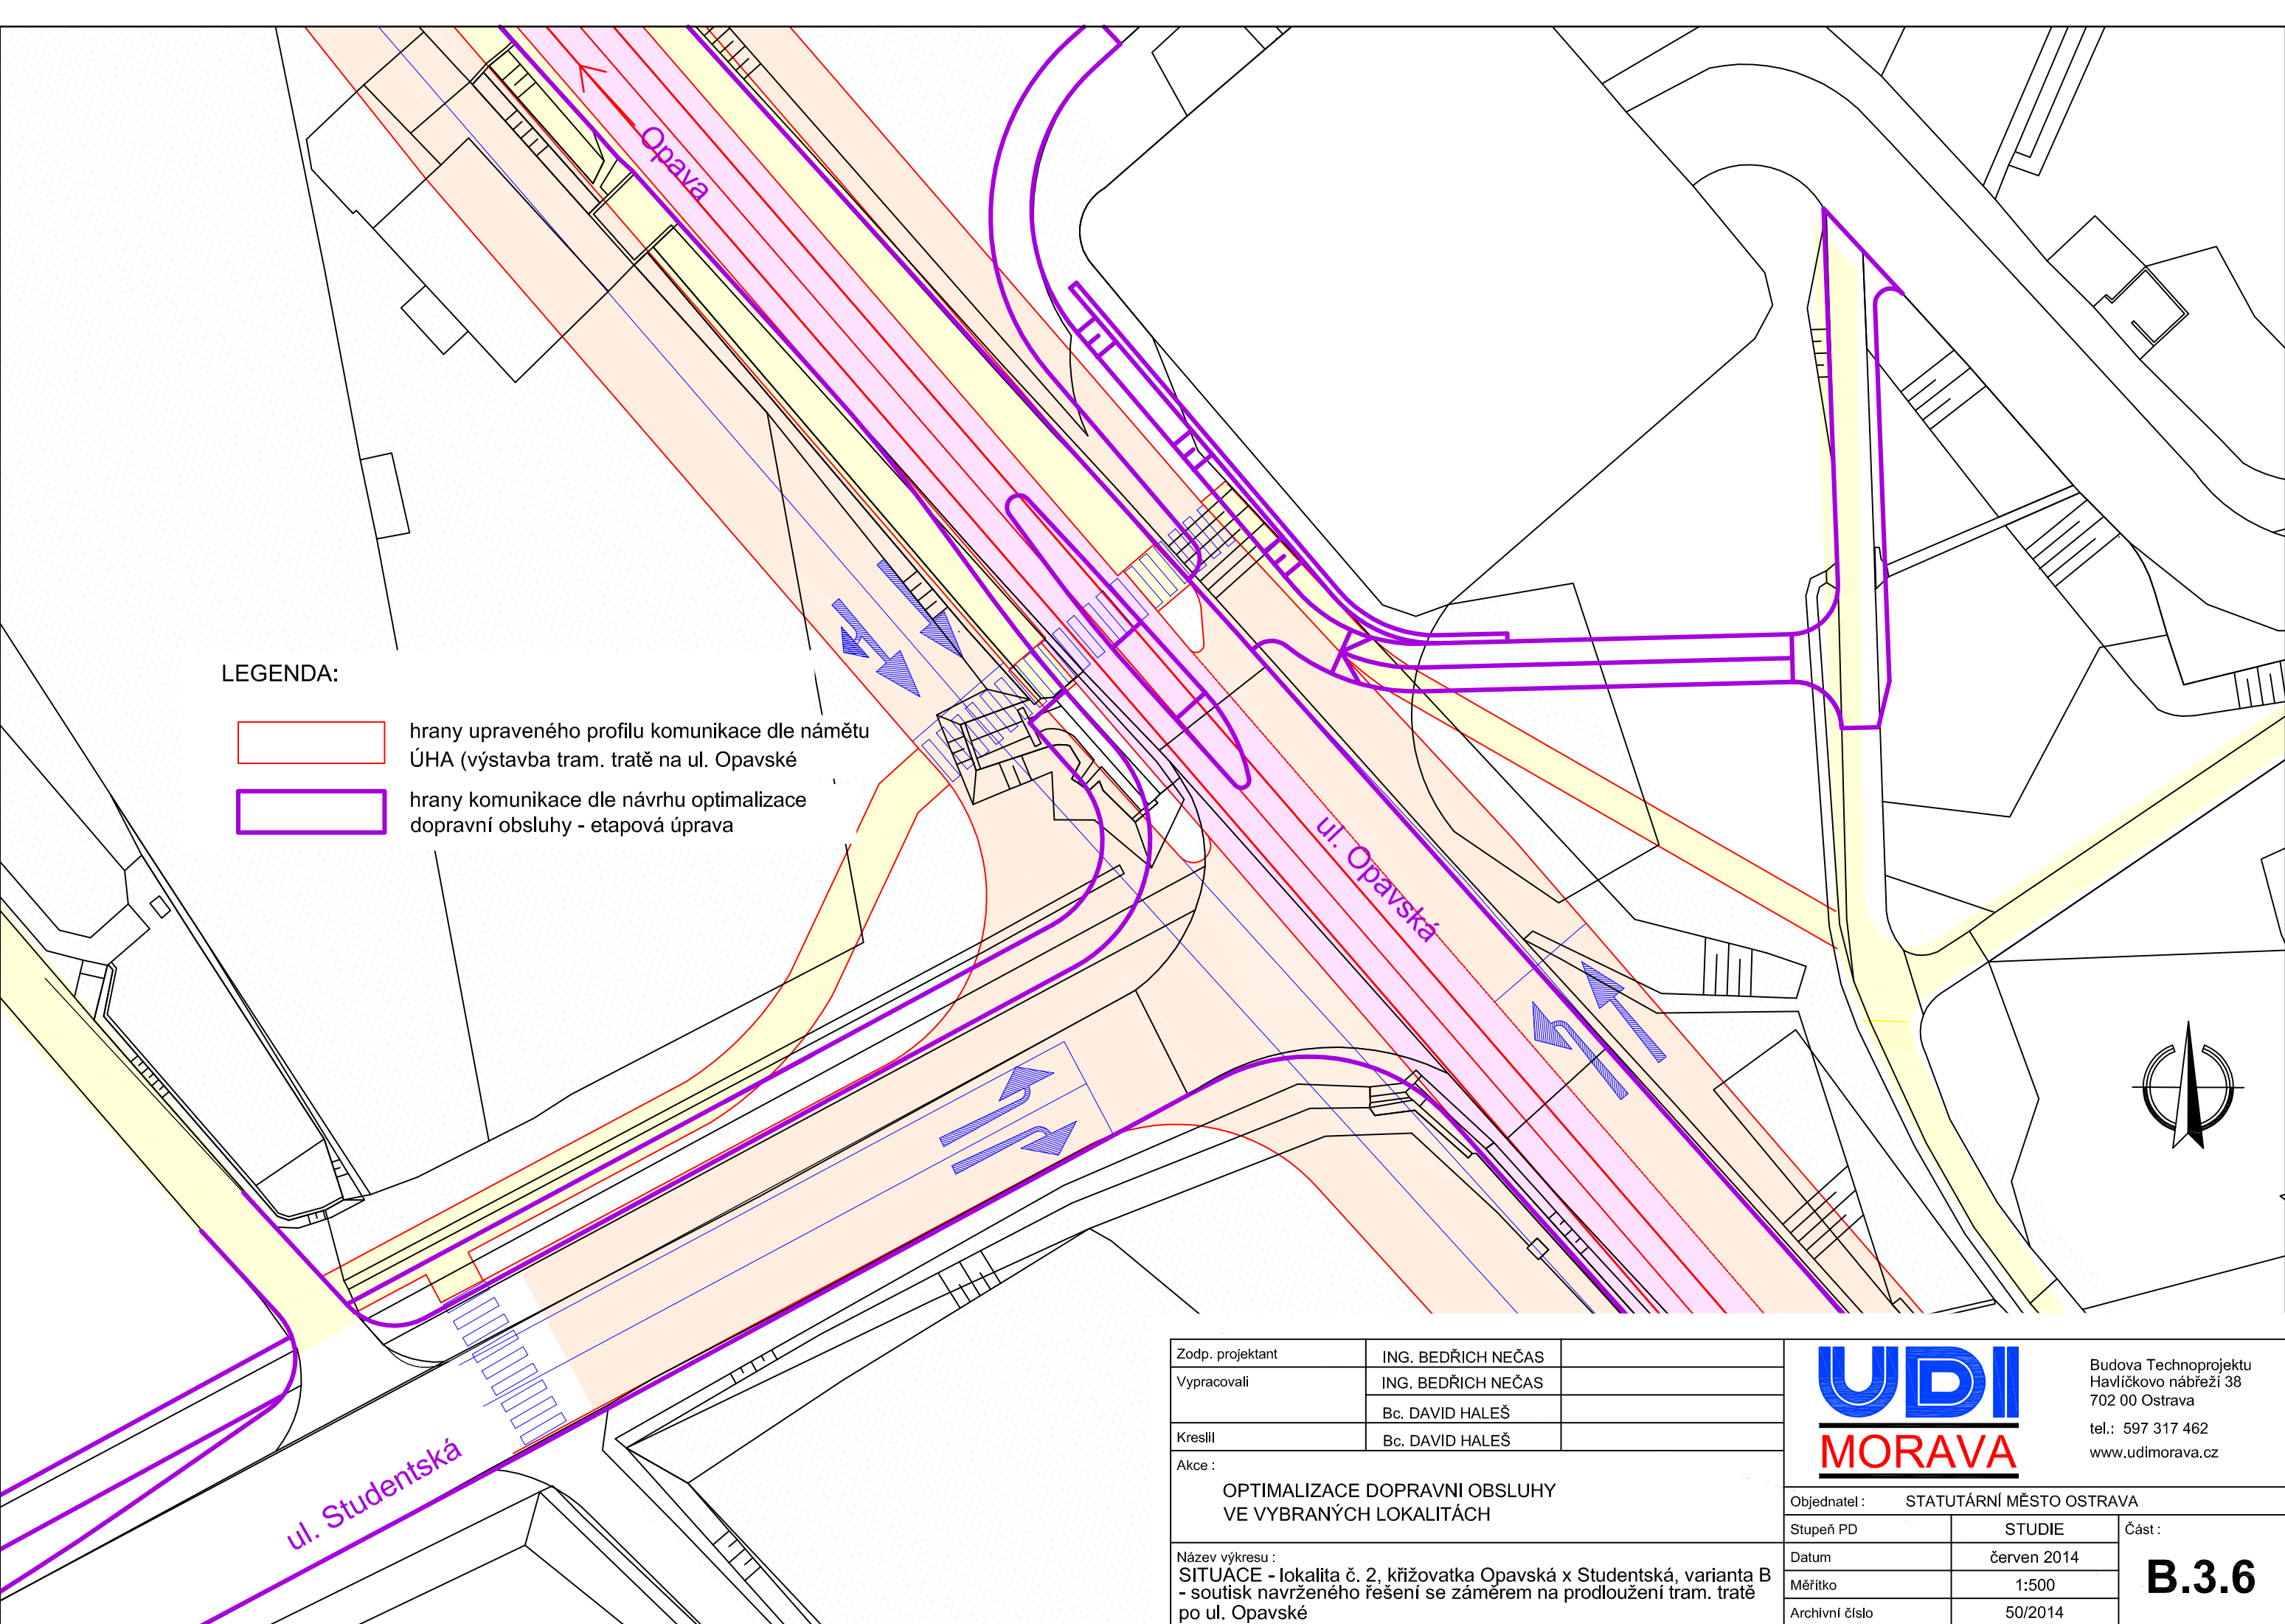 Opava
LEGENDA:
hrany upraveného profilu komunikace dle námětu
ÚHA (výstavba tram. tratě na ul. Opavské
hrany komunikace dle návrhu optimalizace
dopravní obsluhy - etapová úprava
ul. Opavská
ul. Studentská
Zodp. projektant
ING. BEDŘICH NEČAS
Vypracovali
ING. BEDŘICH NEČAS
Bc. DAVID HALEŠ
Kreslil
Bc. DAVID HALEŠ
Akce :
OPTIMALIZACE DOPRAVNI OBSLUHY
VE VYBRANÝCH LOKALITÁCH
Název výkresu :
SITUACE - lokalita č. 2, křižovatka Opavská x Studentská, varianta B
- soutisk navrženého řešení se záměrem na prodloužení tram. tratě
po ul. Opavské
UDI
MORAVA
Budova Technoprojektu
Havlíčkovo nábřeží 38
702 00 Ostrava
tel.: 597 317 462
www.udimorava.cz
Objednatel : STATUTÁRNÍ MĚSTO OSTRAVA
Stupeň PD STUDIE
Datum červen 2014
Měřítko 1:500
Archivní číslo 50/2014
Část :
B.3.6